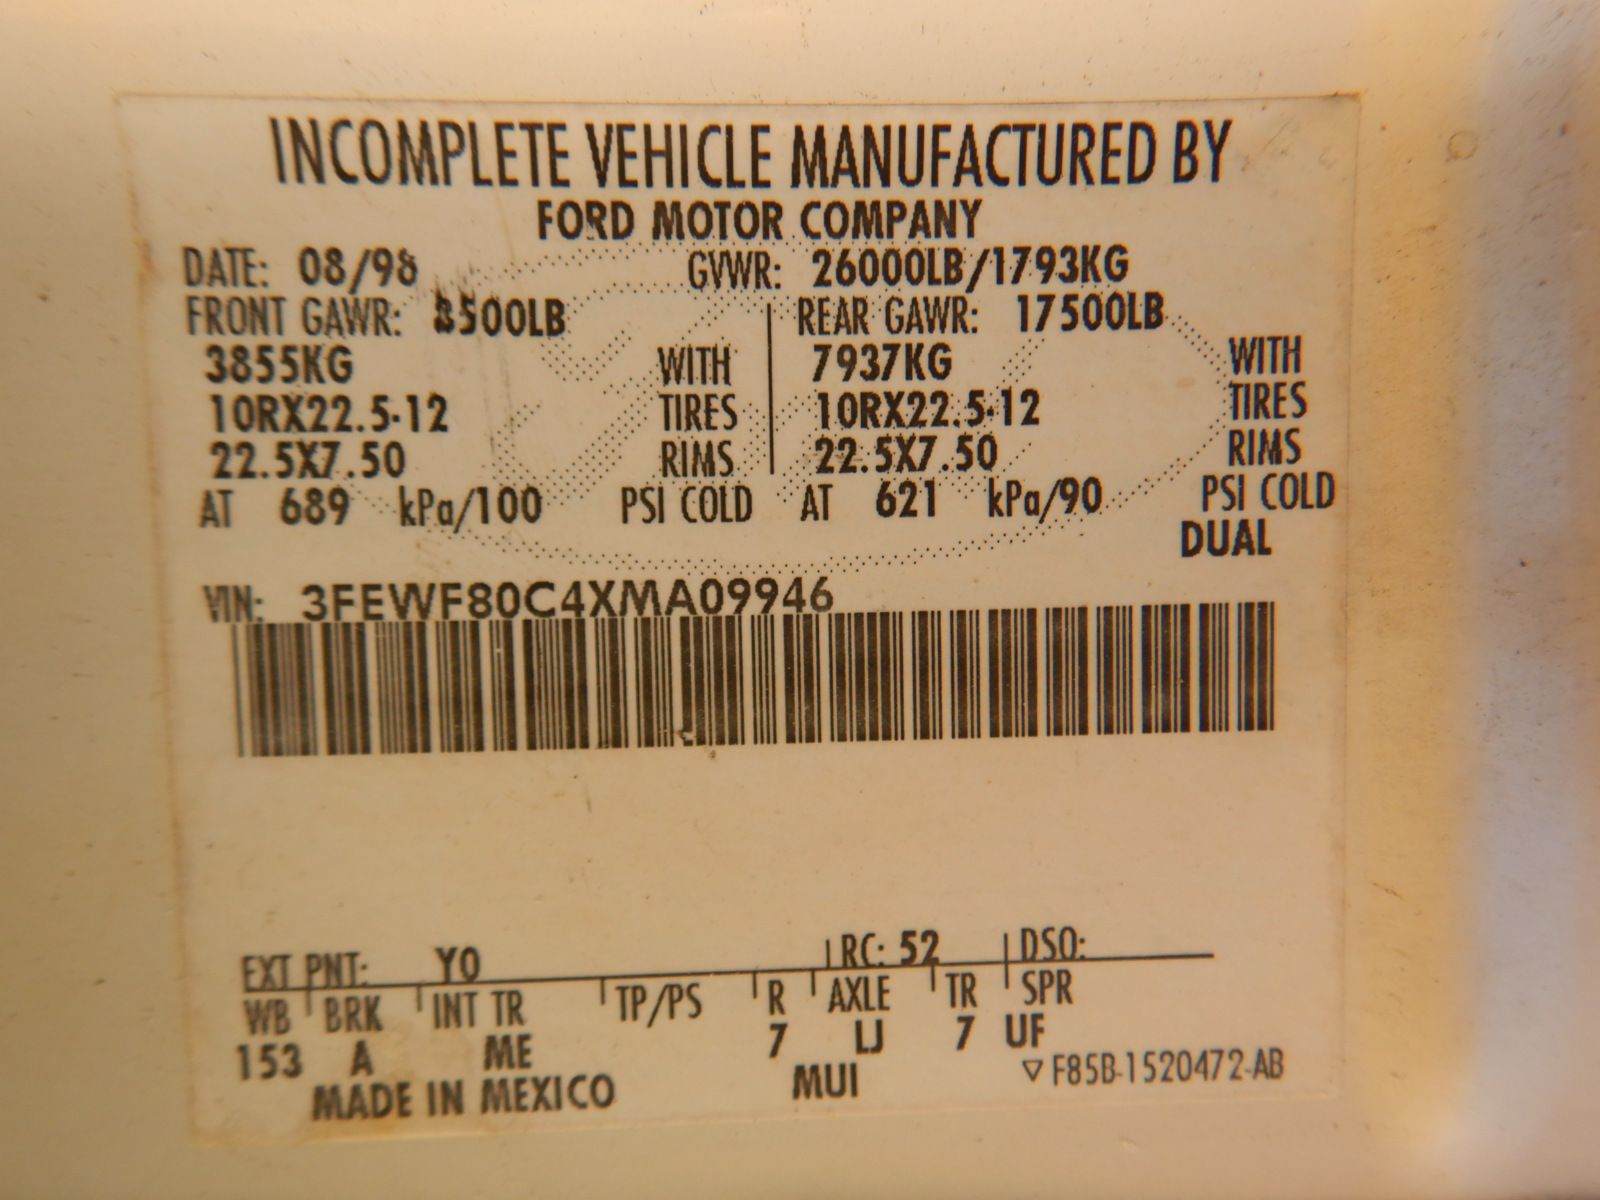 INCOMPLETE VEHICLE MANUFACTURED BY
FORD MOTOR COMPANY
DATE: 08/98 GVWR: 26000LB/1793KG
FRONT GAWR: 8500LB REAR GAWR: 17500LB
3855KG WITH 7937KG WITH
10RX22.5-12 TIRES 10RX22.5-12 TIRES
22.5X7.50 RIMS 22.5X7.50 RIMS
AT 689 kPa/100 PSI COLD AT 621 kPa/90 PSI COLD
DUAL
VIN: 3FEWF80C4XMA09946
EXT PNT: YO RC: 52 DSO:
WB BRK INT TR TP/PS R AXLE TR SPR
153 A ME 7 LJ 7 UF
MADE IN MEXICO MUI ▽ F85B-1520472-AB